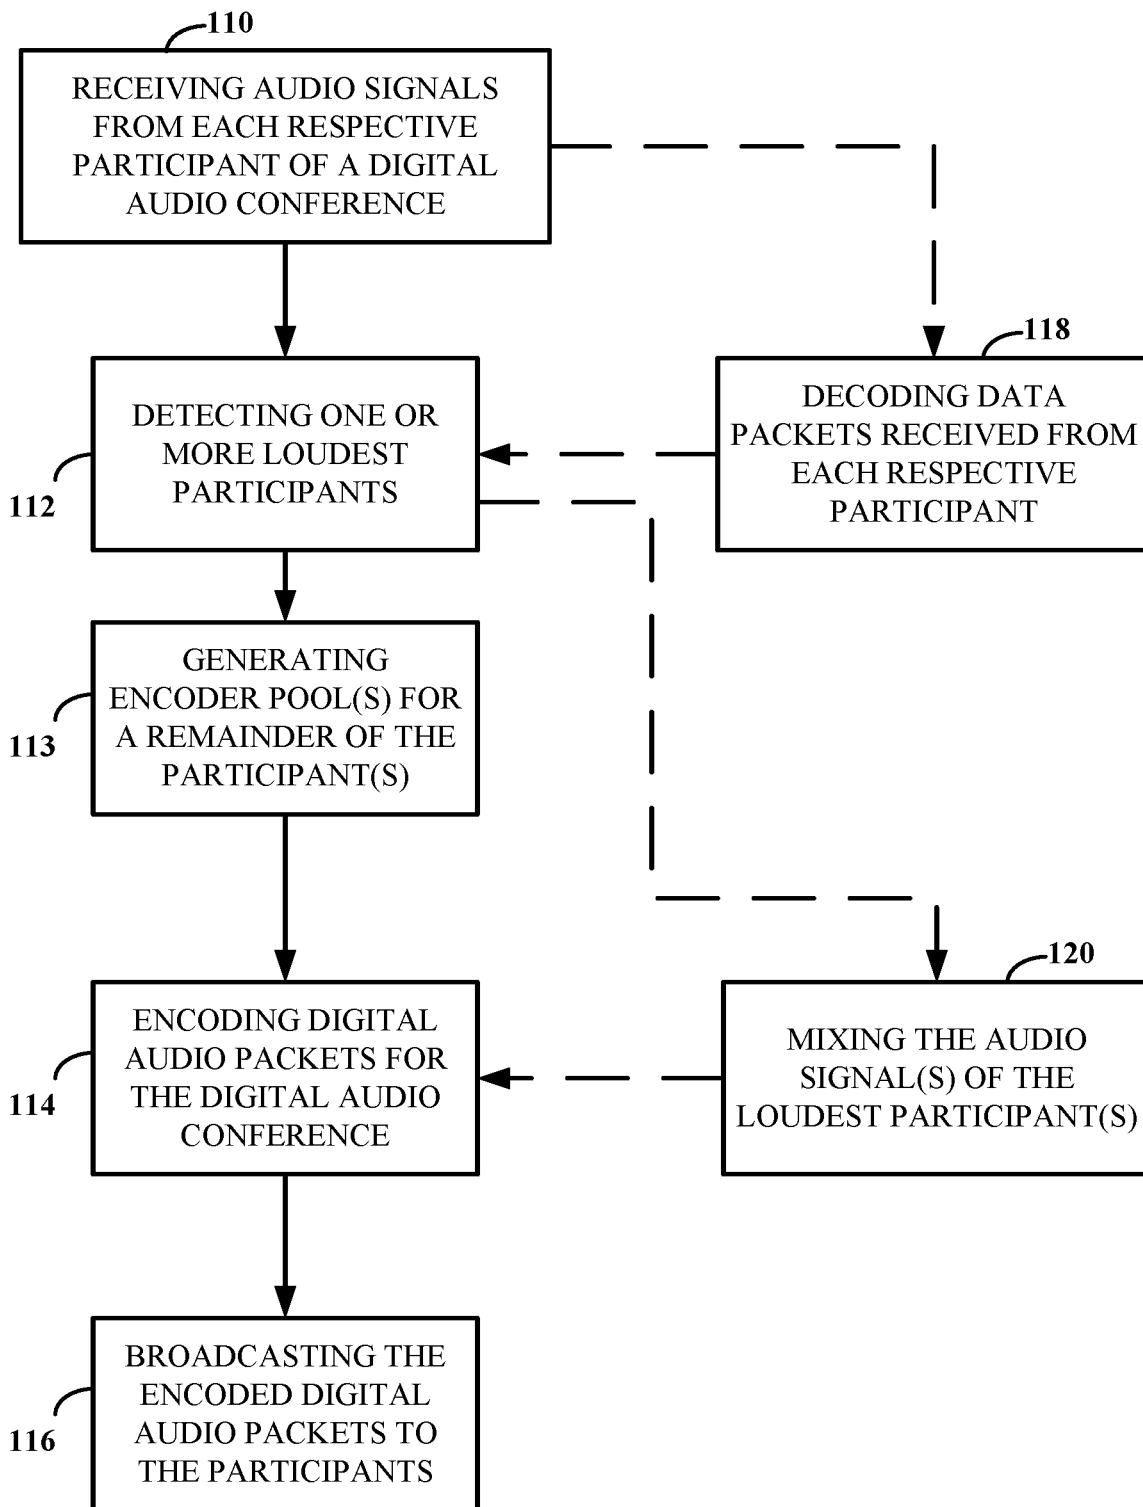 110
RECEIVING AUDIO SIGNALS
FROM EACH RESPECTIVE
PARTICIPANT OF A DIGITAL
AUDIO CONFERENCE
118
DECODING DATA
PACKETS RECEIVED FROM
EACH RESPECTIVE
PARTICIPANT
DETECTING ONE OR
MORE LOUDEST
PARTICIPANTS
112
GENERATING
ENCODER POOL(S) FOR
A REMAINDER OF THE
PARTICIPANT(S)
113
120
MIXING THE AUDIO
SIGNAL(S) OF THE
LOUDEST PARTICIPANT(S)
ENCODING DIGITAL
AUDIO PACKETS FOR
THE DIGITAL AUDIO
CONFERENCE
114
BROADCASTING THE
ENCODED DIGITAL
AUDIO PACKETS TO
THE PARTICIPANTS
116